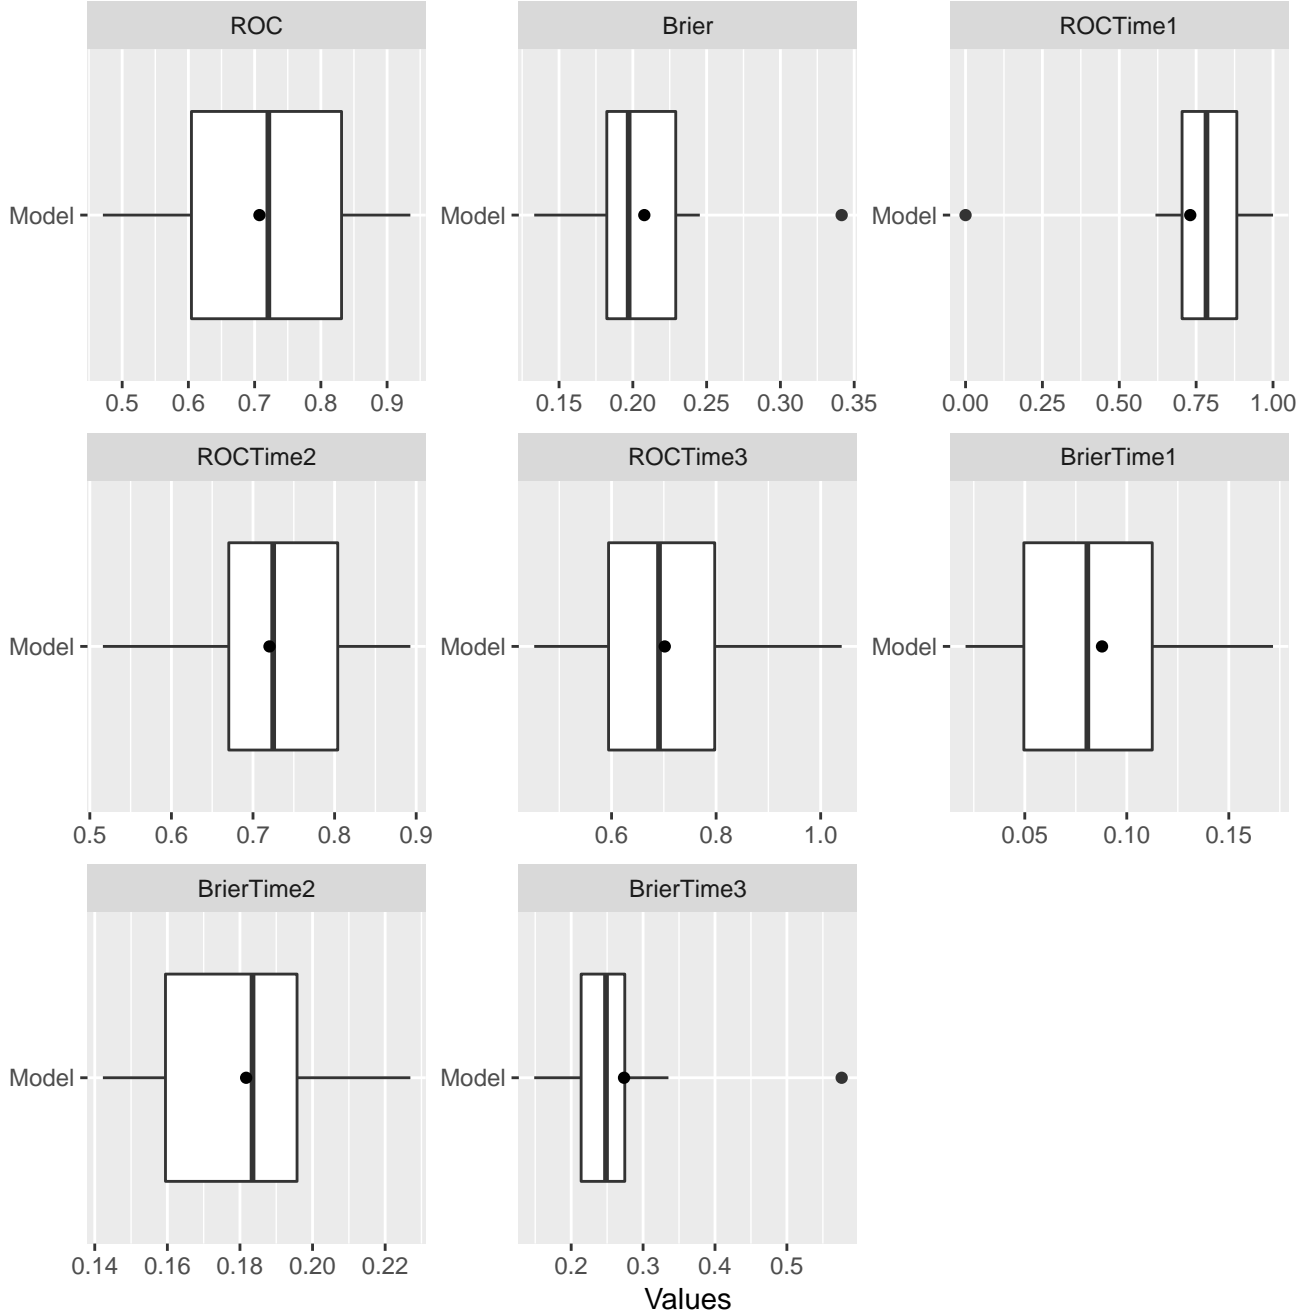 ROC Brier ROCTime1
Model Model Model
0.5 0.6 0.7 0.8 0.9 0.15 0.20 0.25 0.30 0.35 0.00 0.25 0.50 0.75 1.00
ROCTime2 ROCTime3 BrierTime1
Model Model Model
0.5 0.6 0.7 0.8 0.9 0.6 0.8 1.0 0.05 0.10 0.15
BrierTime2 BrierTime3
Model Model
0.14 0.16 0.18 0.20 0.22 0.2 0.3 0.4 0.5
Values